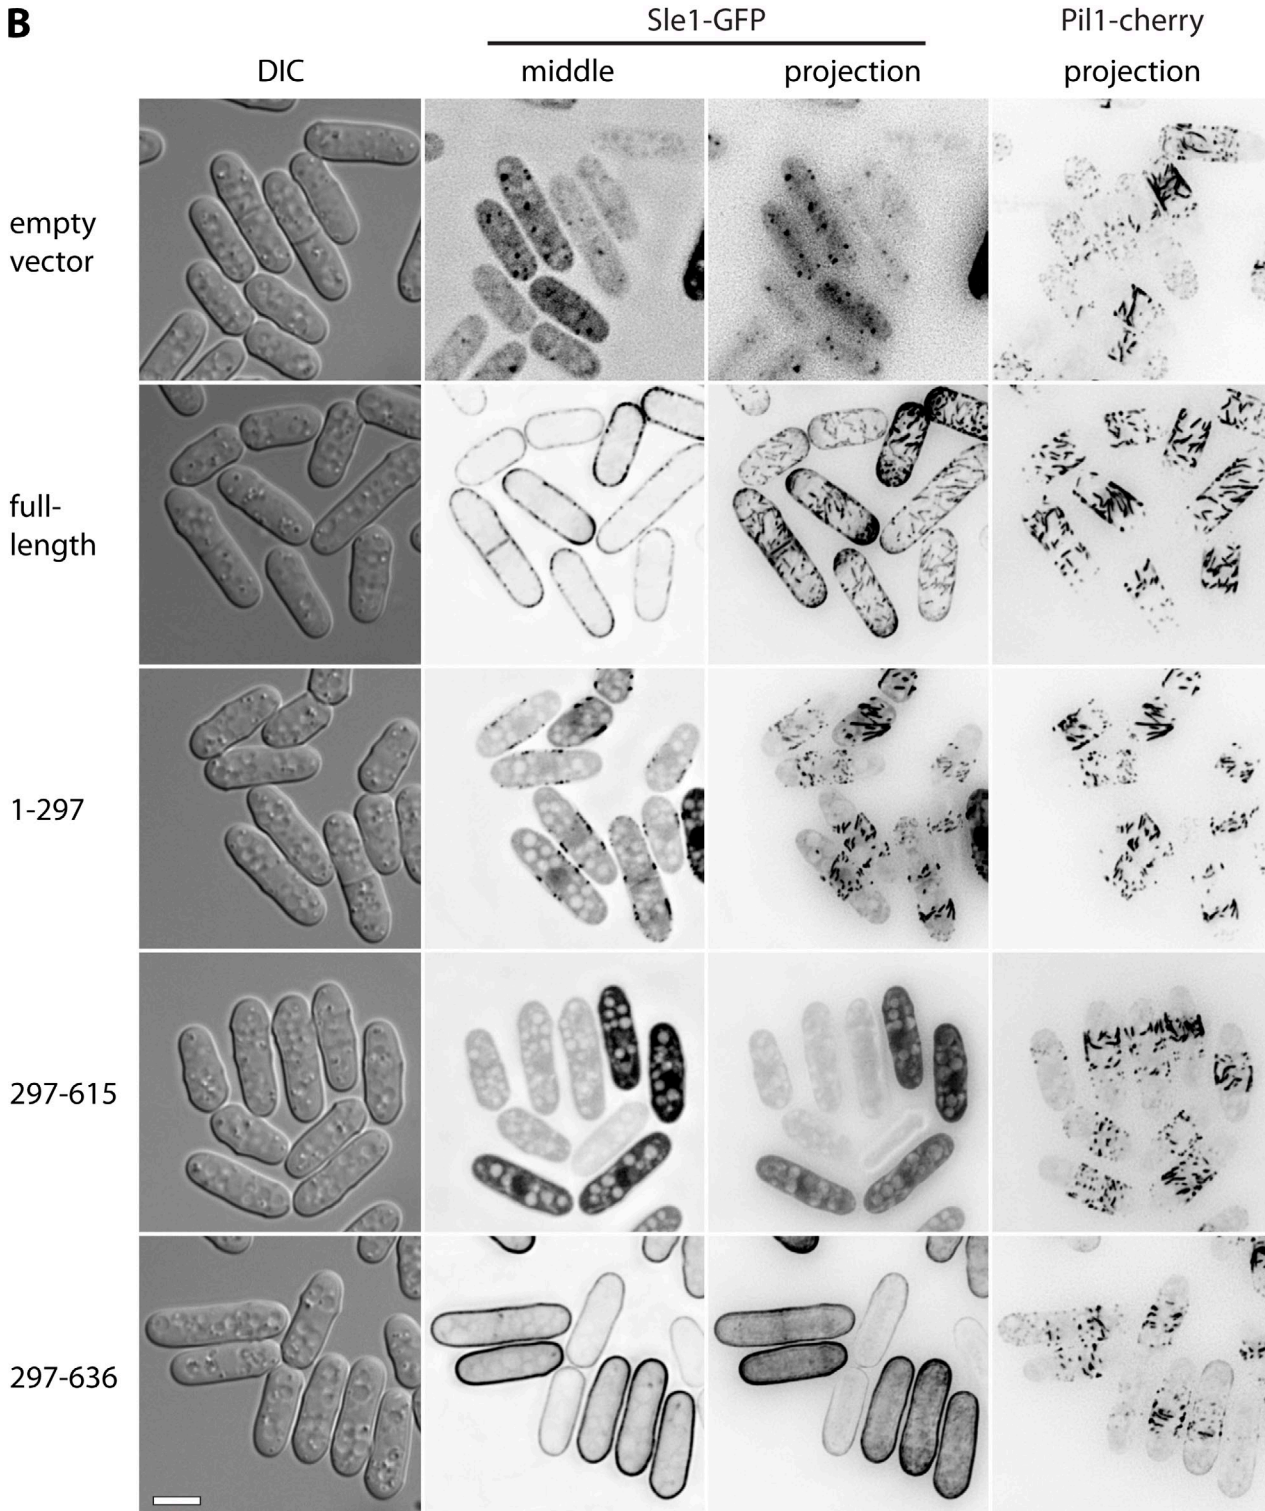 B
Sle1-GFP
Pil1-cherry
DIC
middle
projection
projection
empty
vector
full-
length
1-297
297-615
297-636